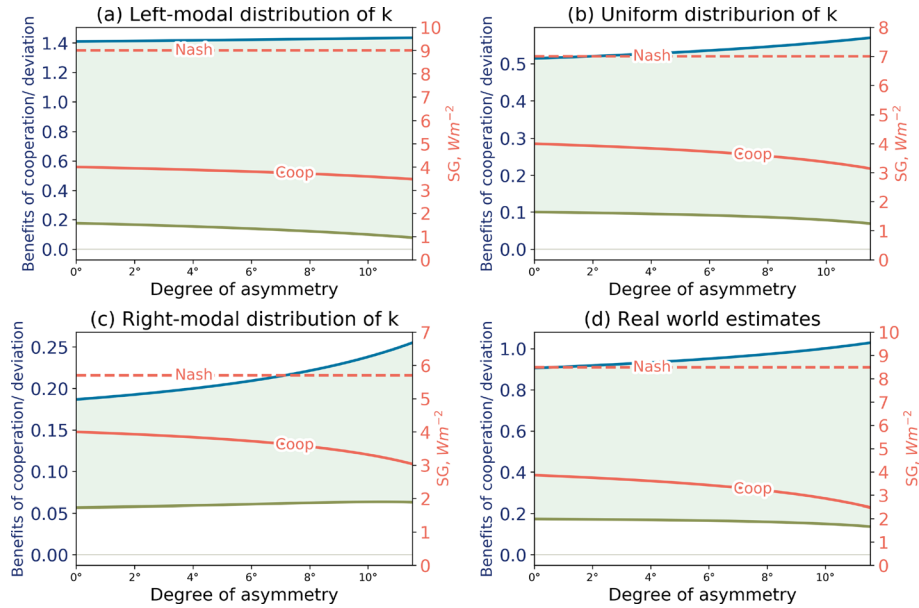 (a) Left-modal distribution of k
Benefits of cooperation/ deviation
1.4
1.2
1.0
0.8
0.6
0.4
0.2
0.0
Nash
Coop
10
9
8
7
6
5
4
3
2
1
0
SG, Wm⁻²
0° 2° 4° 6° 8° 10°
Degree of asymmetry
(b) Uniform distriburion of k
Benefits of cooperation/ deviation
0.5
0.4
0.3
0.2
0.1
0.0
Nash
Coop
8
7
6
5
4
3
2
1
0
SG, Wm⁻²
0° 2° 4° 6° 8° 10°
Degree of asymmetry
(c) Right-modal distribution of k
Benefits of cooperation/ deviation
0.25
0.20
0.15
0.10
0.05
0.00
Nash
Coop
7
6
5
4
3
2
1
0
SG, Wm⁻²
0° 2° 4° 6° 8° 10°
Degree of asymmetry
(d) Real world estimates
Benefits of cooperation/ deviation
1.0
0.8
0.6
0.4
0.2
0.0
Nash
Coop
10
9
8
7
6
5
4
3
2
1
0
SG, Wm⁻²
0° 2° 4° 6° 8° 10°
Degree of asymmetry